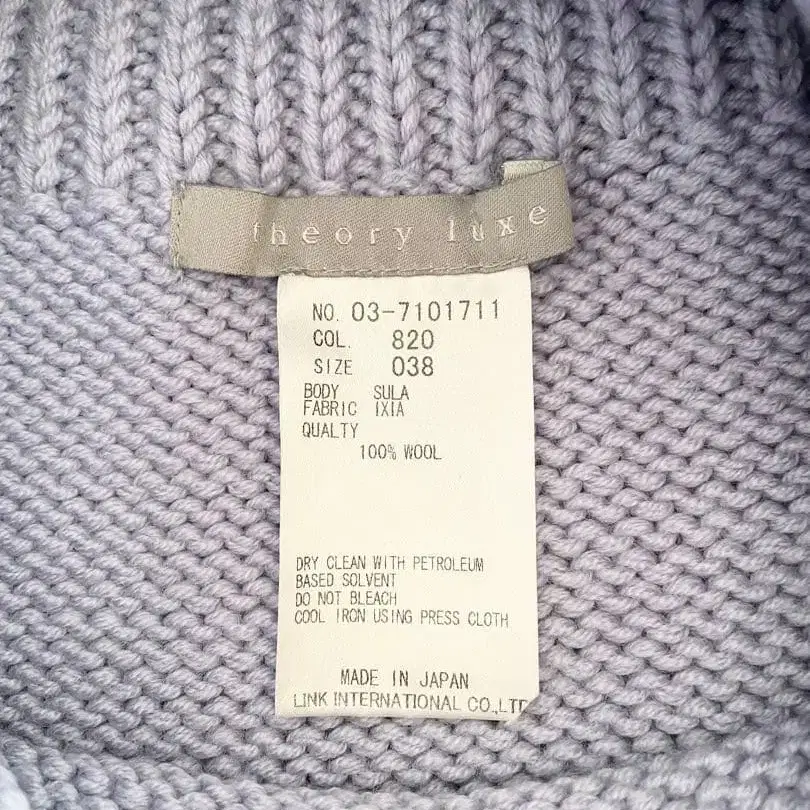 theory luxe
NO. 03-7101711
COL. 820
SIZE 038
BODY SULA
FABRIC IXIA
QUALTY
100% WOOL
DRY CLEAN WITH PETROLEUM
BASED SOLVENT
DO NOT BLEACH
COOL IRON USING PRESS CLOTH
MADE IN JAPAN
LINK INTERNATIONAL CO.,LTD